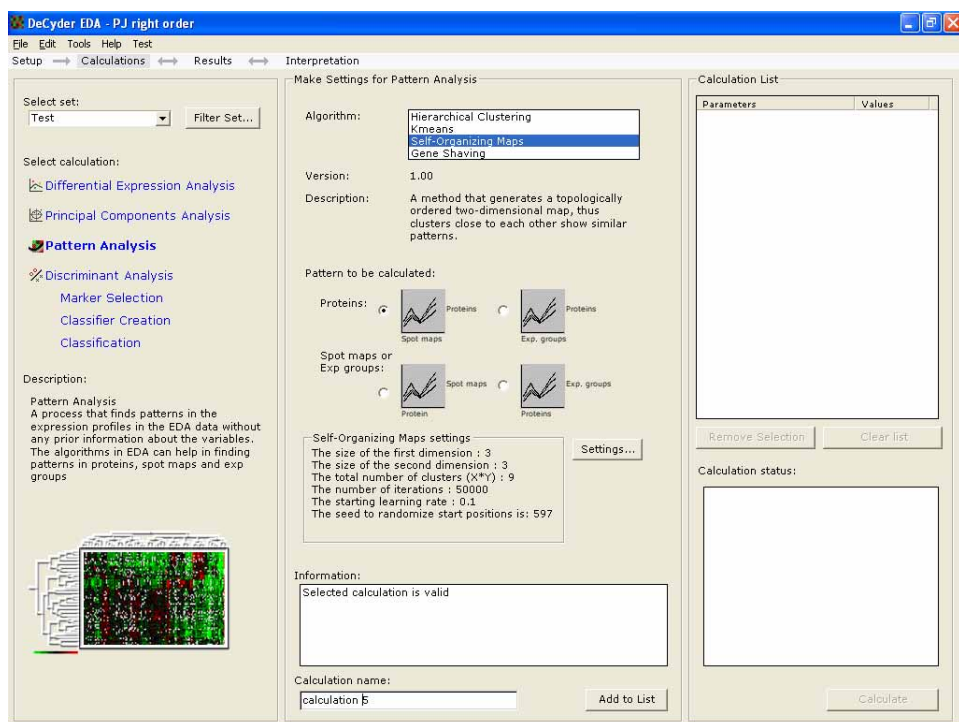 DeCyder EDA - PJ right order
File Edit Tools Help Test
Setup Calculations Results Interpretation
Select set:
Test
Filter Set...
Select calculation:
Differential Expression Analysis
Principal Components Analysis
Pattern Analysis
Discriminant Analysis
Marker Selection
Classifier Creation
Classification
Description:
Pattern Analysis
A process that finds patterns in the
expression profiles in the EDA data without
any prior information about the variables.
The algorithms in EDA can help in finding
patterns in proteins, spot maps and exp
groups
Make Settings for Pattern Analysis
Algorithm:
Hierarchical Clustering
Kmeans
Self-Organizing Maps
Gene Shaving
Version: 1.00
Description: A method that generates a topologically
ordered two-dimensional map, thus
clusters close to each other show similar
patterns.
Pattern to be calculated:
Proteins:
Proteins
Spot maps
Proteins
Exp. groups
Spot maps or
Exp groups:
Spot maps
Protein
Exp. groups
Proteins
Self-Organizing Maps settings
The size of the first dimension : 3
The size of the second dimension : 3
The total number of clusters (X*Y) : 9
The number of iterations : 50000
The starting learning rate : 0.1
The seed to randomize start positions is: 597
Settings...
Information:
Selected calculation is valid
Calculation name:
calculation 5
Add to List
Calculation List
Parameters Values
Remove Selection Clear list
Calculation status:
Calculate